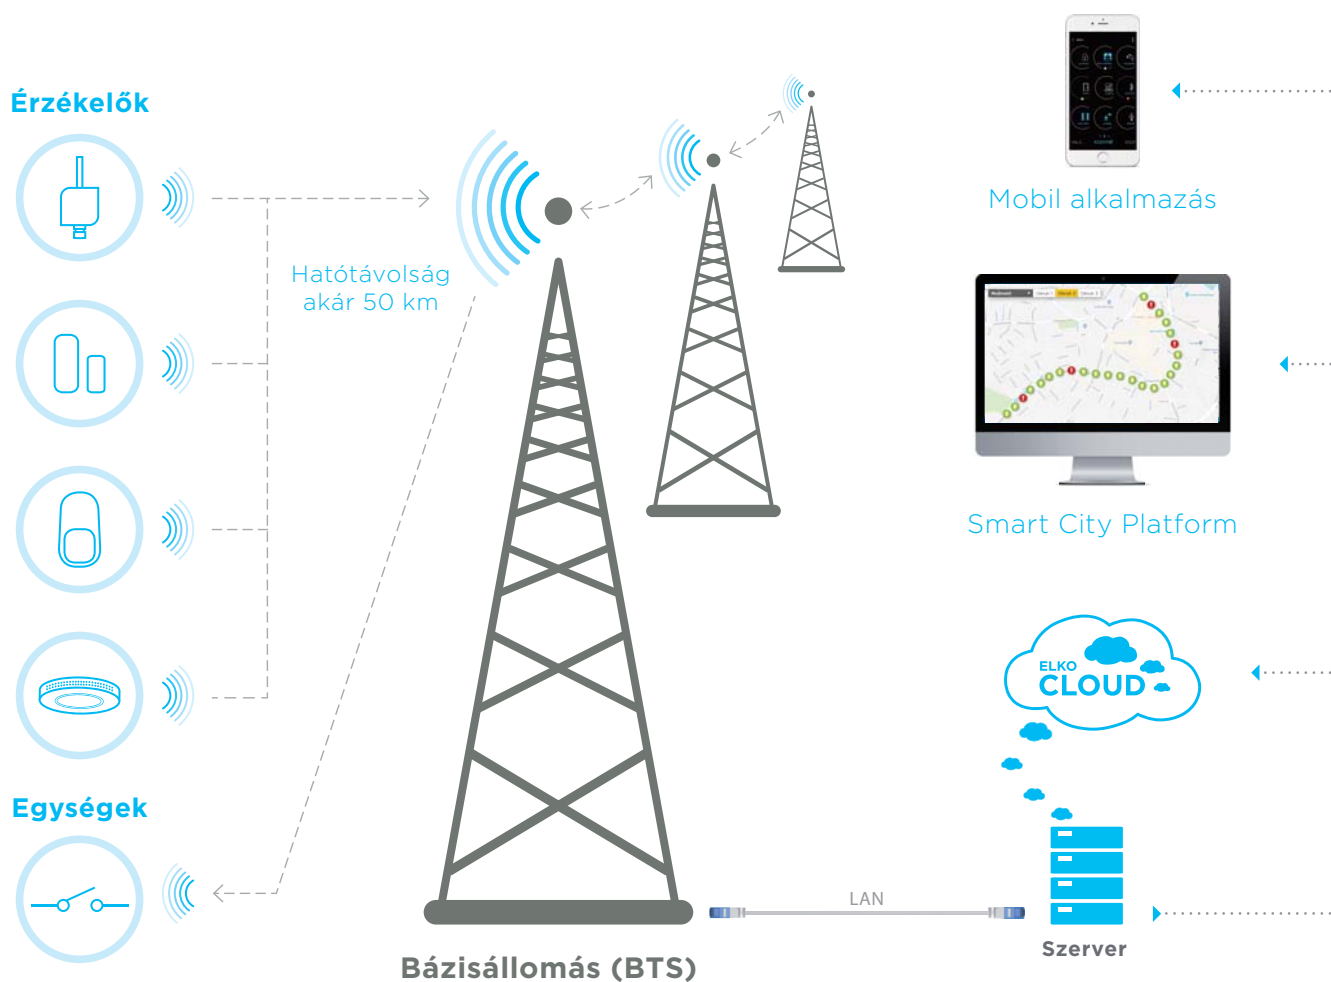 Érzékelők
Hatótávolság
akár 50 km
Egységek
Bázisállomás (BTS)
LAN
Mobil alkalmazás
Smart City Platform
ELKO
CLOUD
Szerver